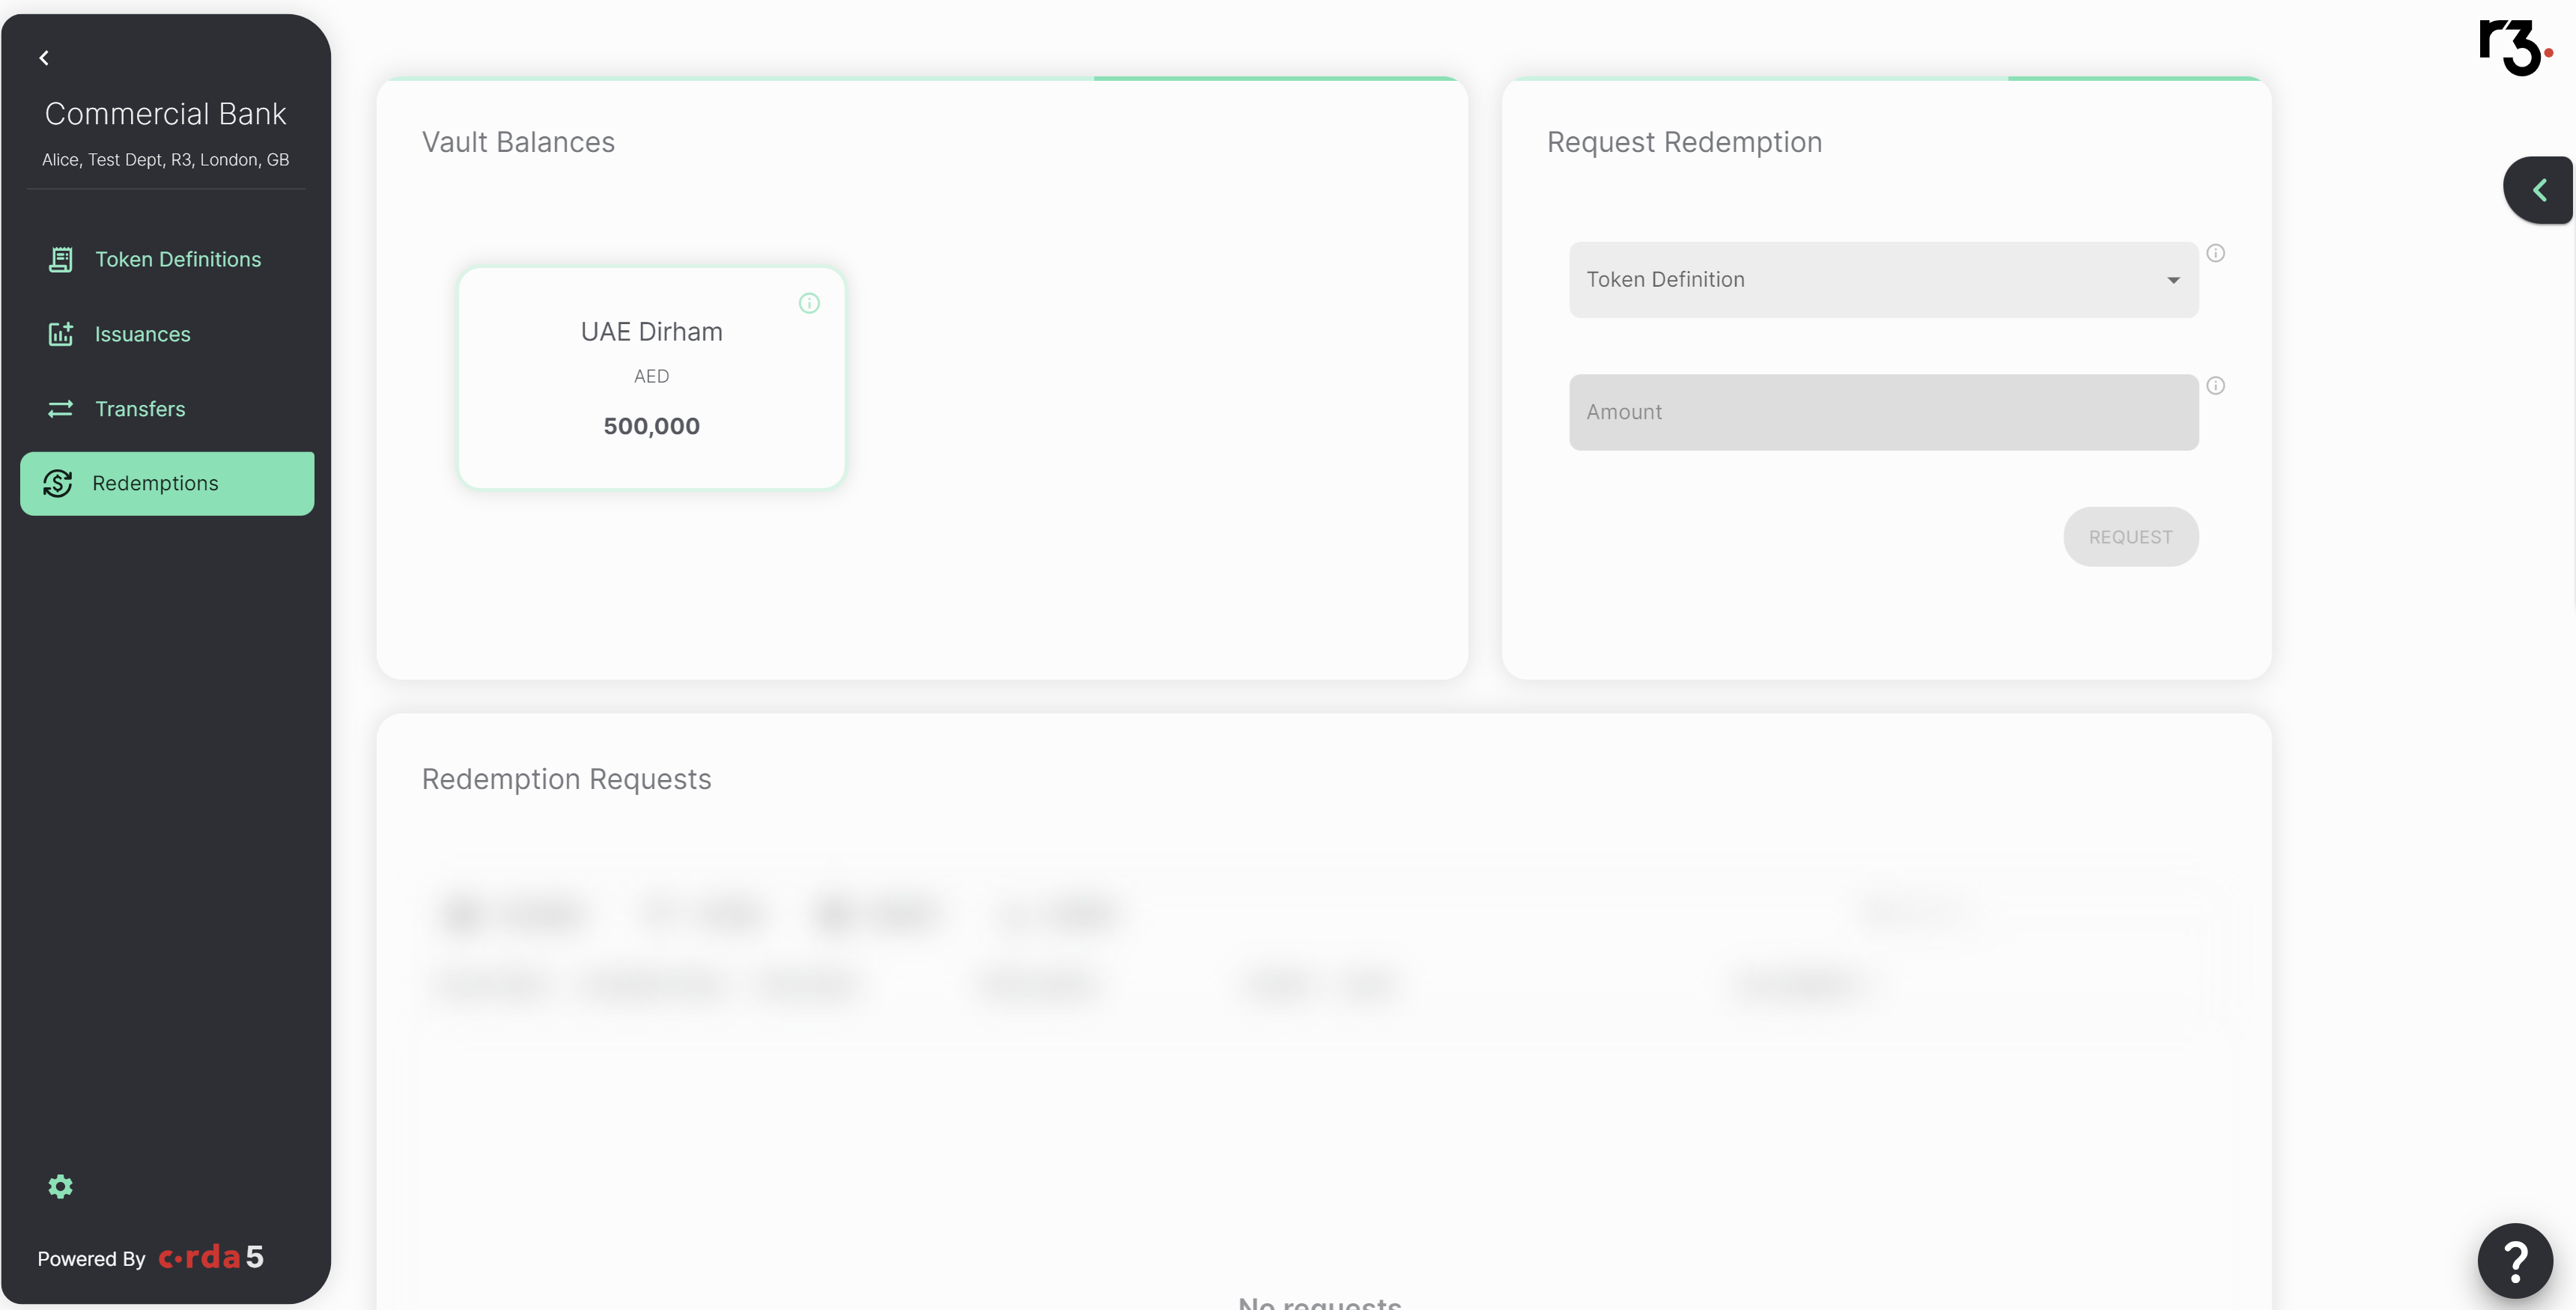 Commercial Bank
Alice, Test Dept, R3, London, GB
Token Definitions
Issuances
Transfers
Redemptions
Powered By c•rda 5
Vault Balances
UAE Dirham
AED
500,000
Request Redemption
Token Definition
Amount
REQUEST
r3.
Redemption Requests
No requests
?